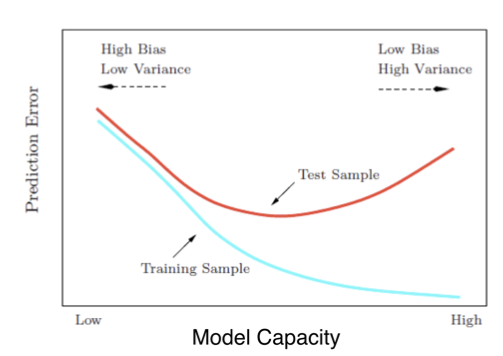 High Bias
Low Variance
Low Bias
High Variance
Prediction Error
Test Sample
Training Sample
Low
High
Model Capacity